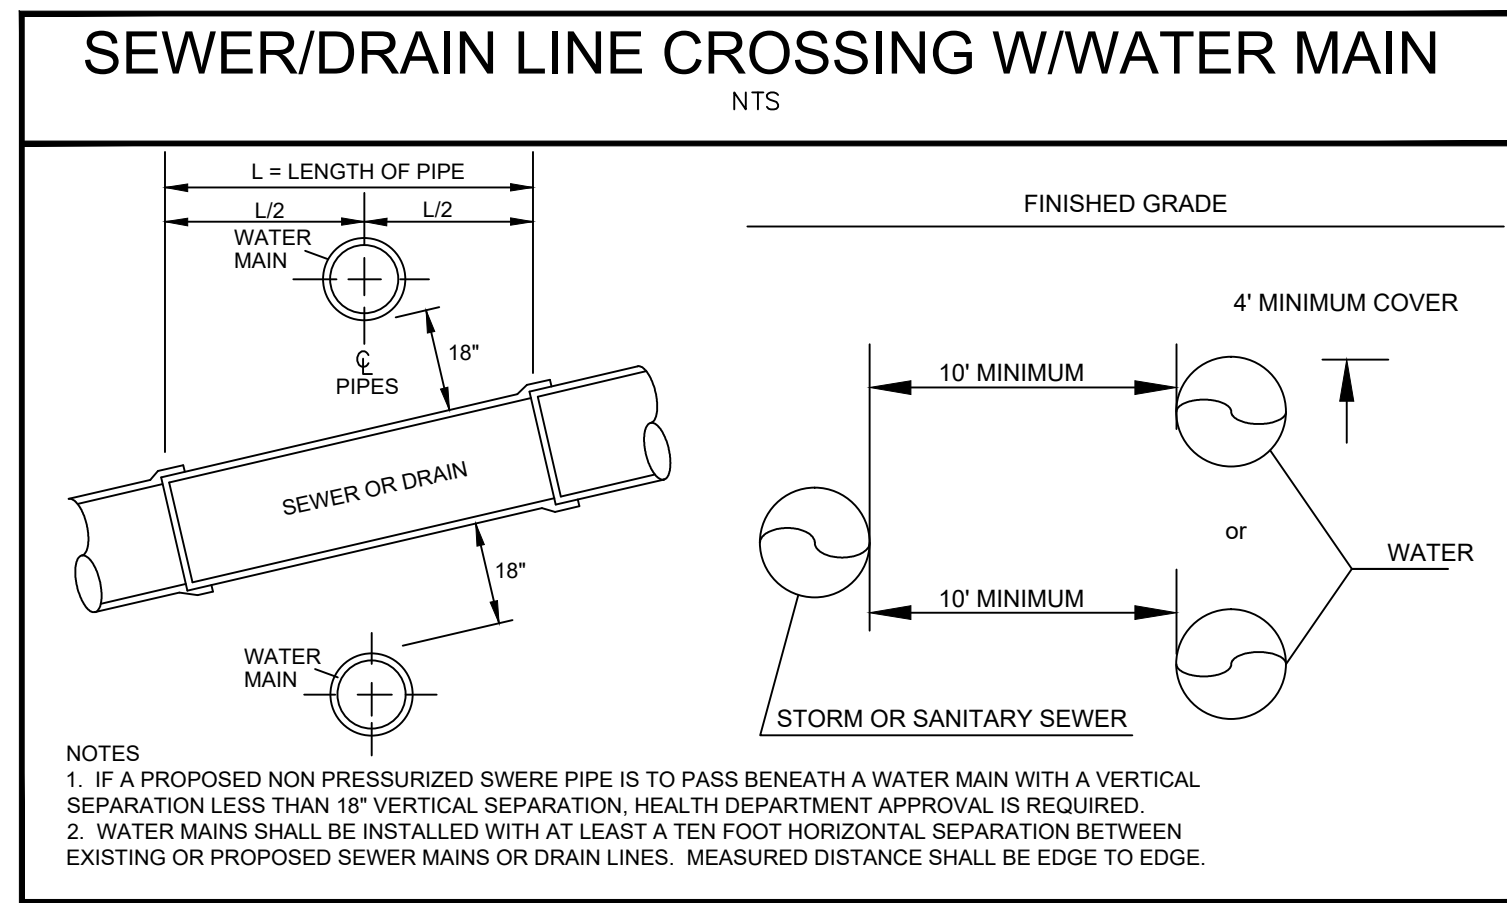 SEWER/DRAIN LINE CROSSING W/WATER MAIN
NTS
L = LENGTH OF PIPE
L/2
L/2
WATER
MAIN
18"
℄
PIPES
SEWER OR DRAIN
18"
WATER
MAIN
FINISHED GRADE
4' MINIMUM COVER
10' MINIMUM
or
WATER
10' MINIMUM
STORM OR SANITARY SEWER
NOTES
1. IF A PROPOSED NON PRESSURIZED SWERE PIPE IS TO PASS BENEATH A WATER MAIN WITH A VERTICAL
SEPARATION LESS THAN 18" VERTICAL SEPARATION, HEALTH DEPARTMENT APPROVAL IS REQUIRED.
2. WATER MAINS SHALL BE INSTALLED WITH AT LEAST A TEN FOOT HORIZONTAL SEPARATION BETWEEN
EXISTING OR PROPOSED SEWER MAINS OR DRAIN LINES. MEASURED DISTANCE SHALL BE EDGE TO EDGE.